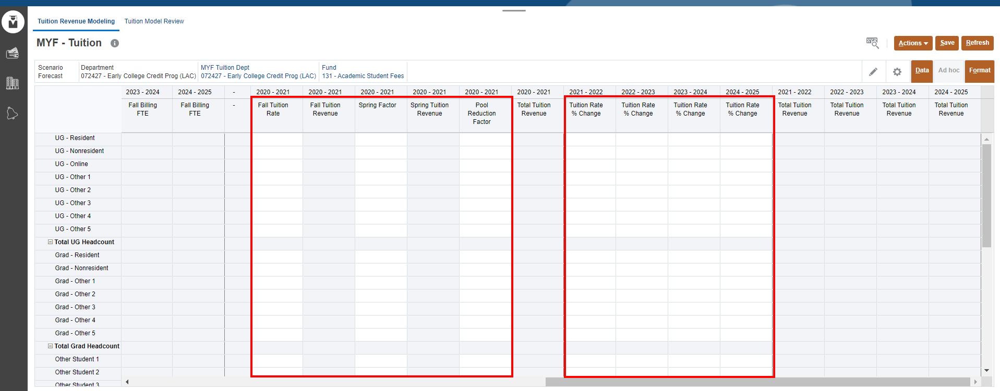 Tuition Revenue Modeling Tuition Model Review
MYF - Tuition i
Actions Save Refresh
Scenario Department MYF Tuition Dept Fund
Forecast 072427 - Early College Credit Prog (LAC) 072427 - Early College Credit Prog (LAC) 131 - Academic Student Fees
Data Ad hoc Format
2023 - 2024 2024 - 2025 - 2020 - 2021 2020 - 2021 2020 - 2021 2020 - 2021 2020 - 2021 2020 - 2021 2021 - 2022 2022 - 2023 2023 - 2024 2024 - 2025 2021 - 2022 2022 - 2023 2023 - 2024 2024 - 2025
Fall Billing Fall Billing - Fall Tuition Fall Tuition Spring Factor Spring Tuition Pool Total Tuition Tuition Rate Tuition Rate Tuition Rate Tuition Rate Total Tuition Total Tuition Total Tuition Total Tuition
FTE FTE Rate Revenue Revenue Reduction Revenue % Change % Change % Change % Change Revenue Revenue Revenue Revenue
Factor
UG - Resident
UG - Nonresident
UG - Online
UG - Other 1
UG - Other 2
UG - Other 3
UG - Other 4
UG - Other 5
Total UG Headcount
Grad - Resident
Grad - Nonresident
Grad - Other 1
Grad - Other 2
Grad - Other 3
Grad - Other 4
Grad - Other 5
Total Grad Headcount
Other Student 1
Other Student 2
Other Student 3